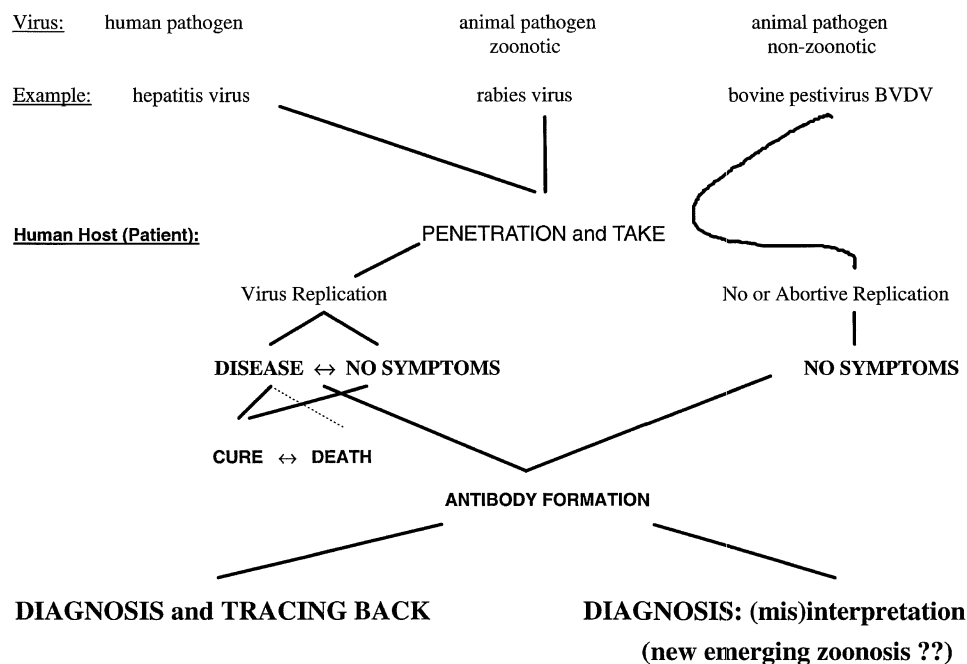 Virus: human pathogen animal pathogen animal pathogen
zoonotic non-zoonotic
Example: hepatitis virus rabies virus bovine pestivirus BVDV
Human Host (Patient): PENETRATION and TAKE
Virus Replication No or Abortive Replication
DISEASE ↔ NO SYMPTOMS NO SYMPTOMS
CURE ↔ DEATH
ANTIBODY FORMATION
DIAGNOSIS and TRACING BACK DIAGNOSIS: (mis)interpretation
(new emerging zoonosis ??)